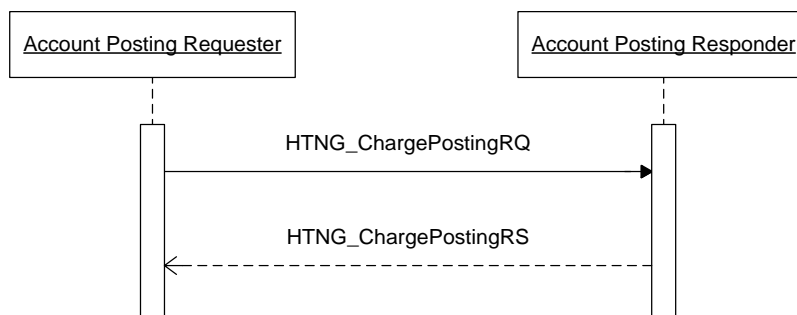 Account Posting Requester
Account Posting Responder
HTNG_ChargePostingRQ
HTNG_ChargePostingRS